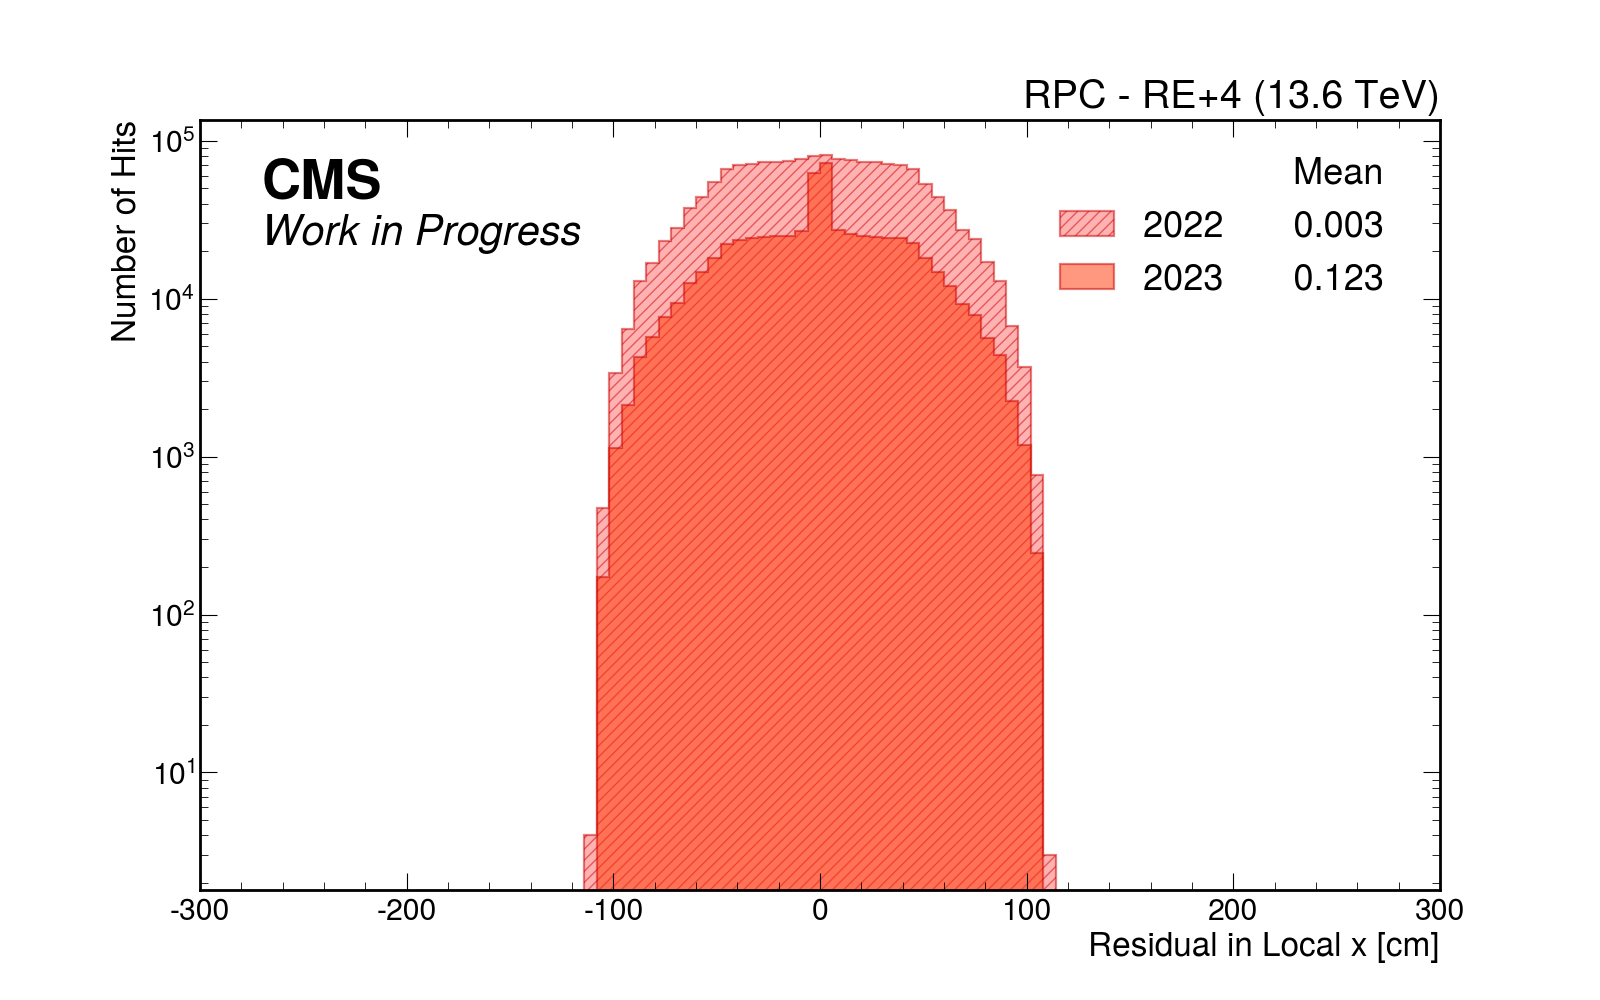 RPC - RE+4 (13.6 TeV)
Number of Hits
CMS
Work in Progress
Mean
2022 0.003
2023 0.123
10^5
10^4
10^3
10^2
10^1
-300 -200 -100 0 100 200 300
Residual in Local x [cm]